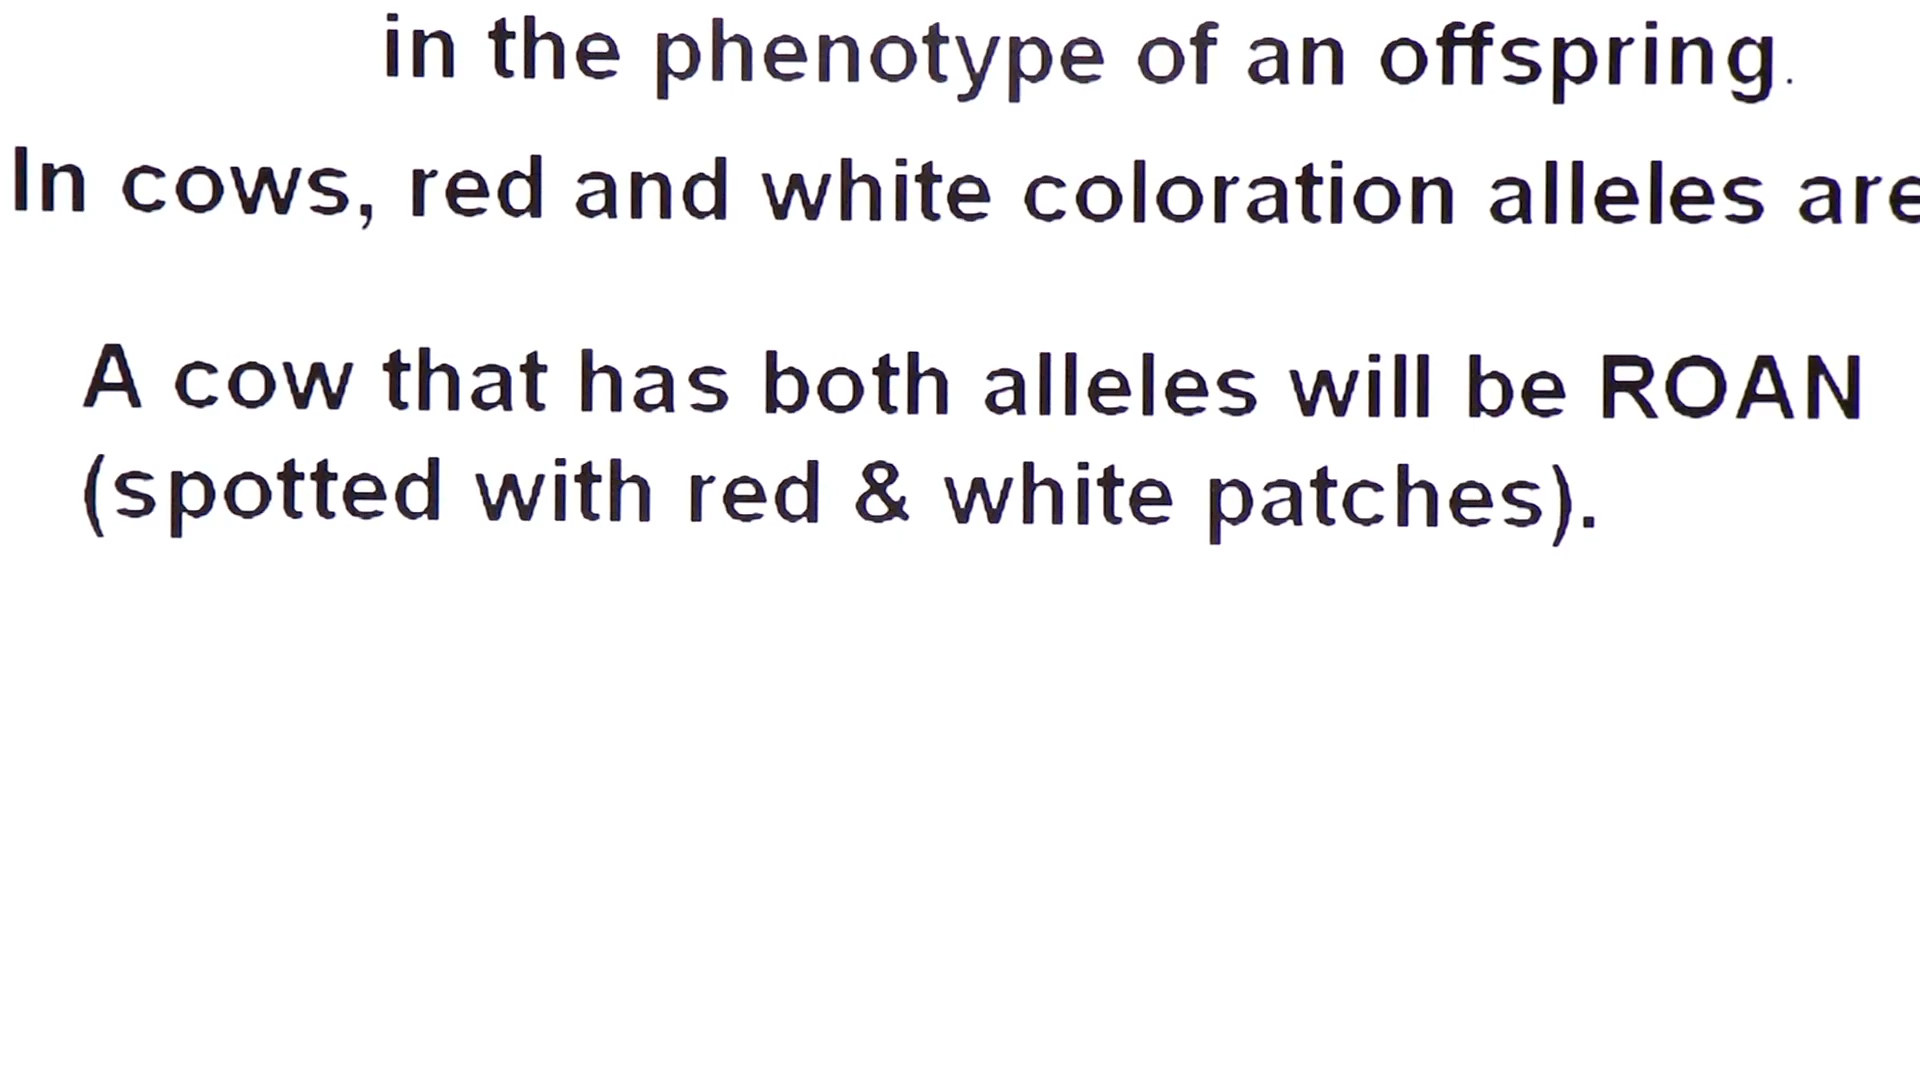 in the phenotype of an offspring.
In cows, red and white coloration alleles are
A cow that has both alleles will be ROAN
(spotted with red & white patches).